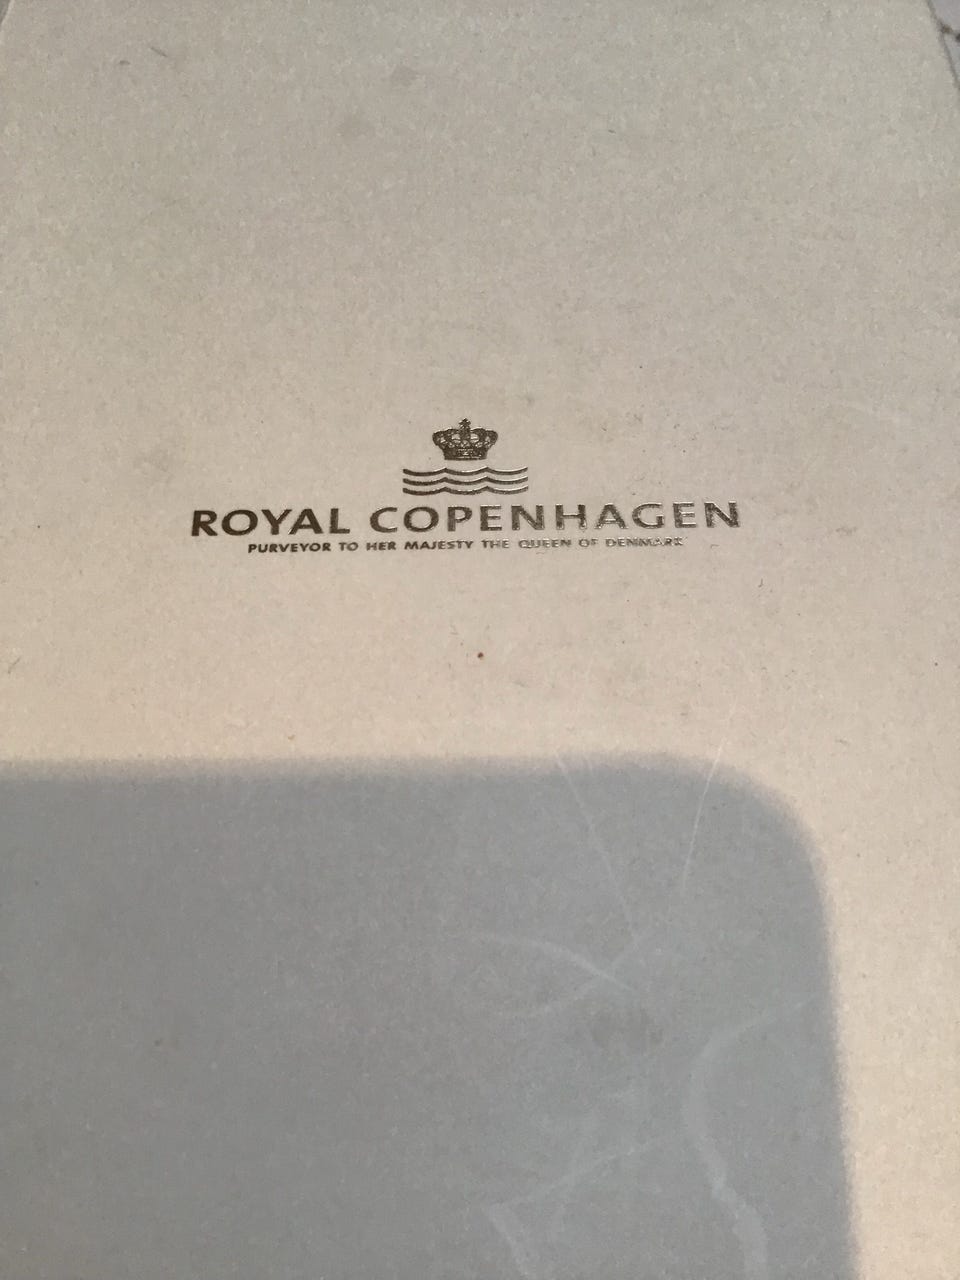 ROYAL COPENHAGEN
PURVEYOR TO HER MAJESTY THE QUEEN OF DENMARK